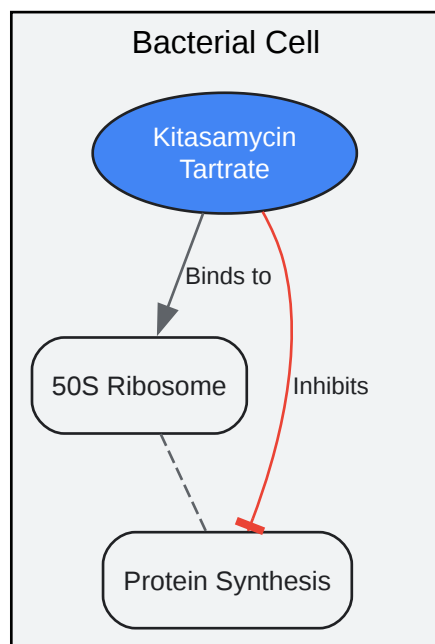 Bacterial Cell
Kitasamycin
Tartrate
Binds to
50S Ribosome
Inhibits
Protein Synthesis